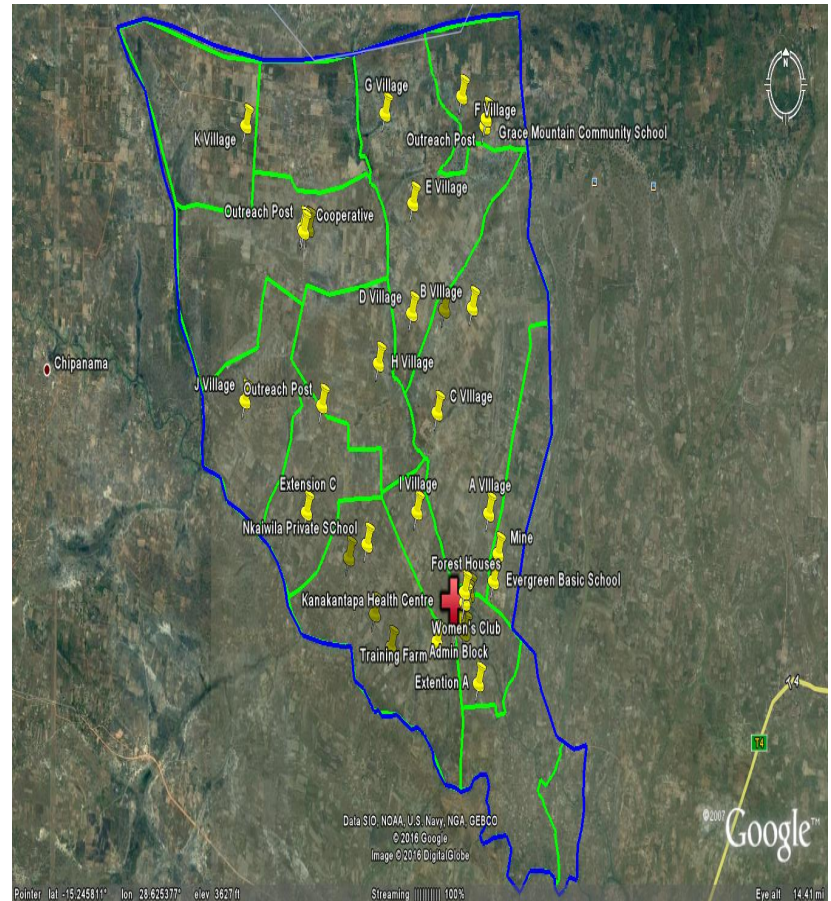 N
G Village
K Village
F Village
Outreach Post
Grace Mountain Community School
E Village
Outreach Post
Cooperative
D Village
B VIllage
Chipanama
H Village
J Village
Outreach Post
C VIllage
Extension C
I Village
A VIllage
Nkaiwila Private SChool
Mine
Forest Houses
Evergreen Basic School
Kanakantapa Health Centre
Women's Club
Training Farm
Admin Block
Extention A
T4
T4
Data SIO, NOAA, U.S. Navy, NGA, GEBCO
© 2016 Google
Image © 2016 DigitalGlobe
©2007 Google™
Pointer lat -15.245811° lon 28.625377° elev 3627 ft Streaming ||||||||| 100% Eye alt 14.41 mi